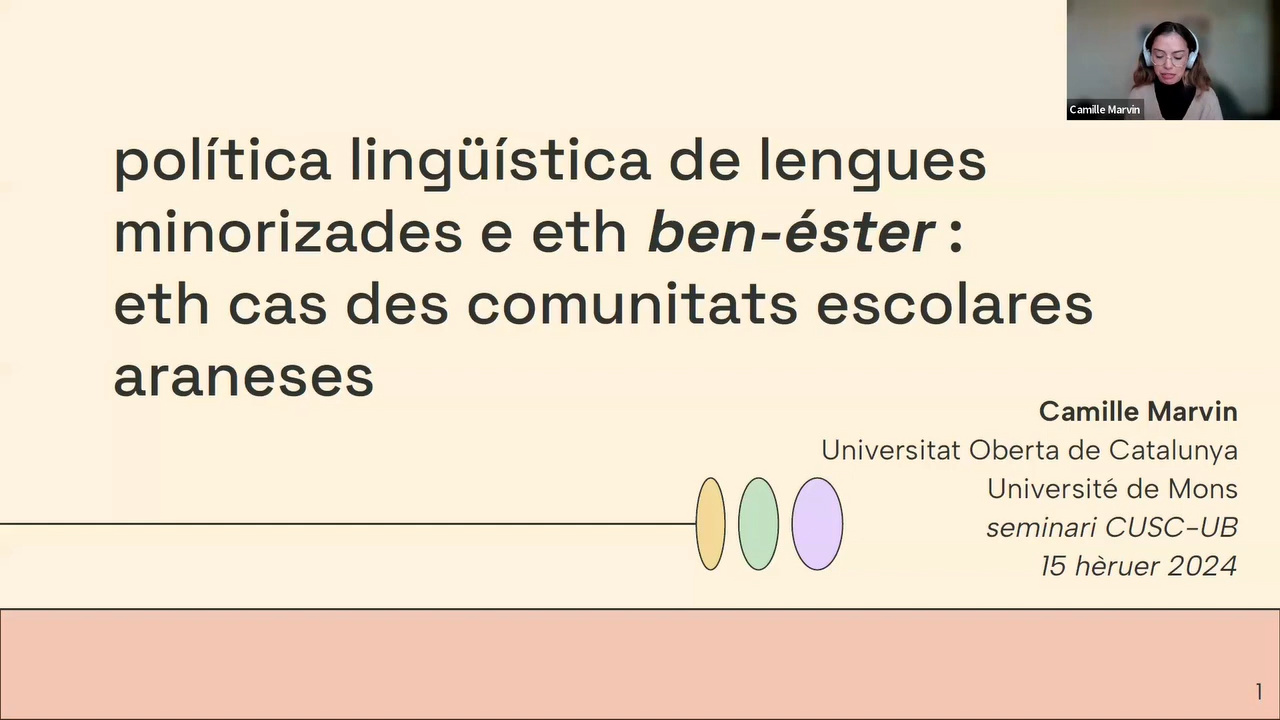 Camille Marvin
política lingüística de lengues
minorizades e eth ben-éster :
eth cas des comunitats escolares
araneses
Camille Marvin
Universitat Oberta de Catalunya
Université de Mons
seminari CUSC-UB
15 hèruer 2024
1